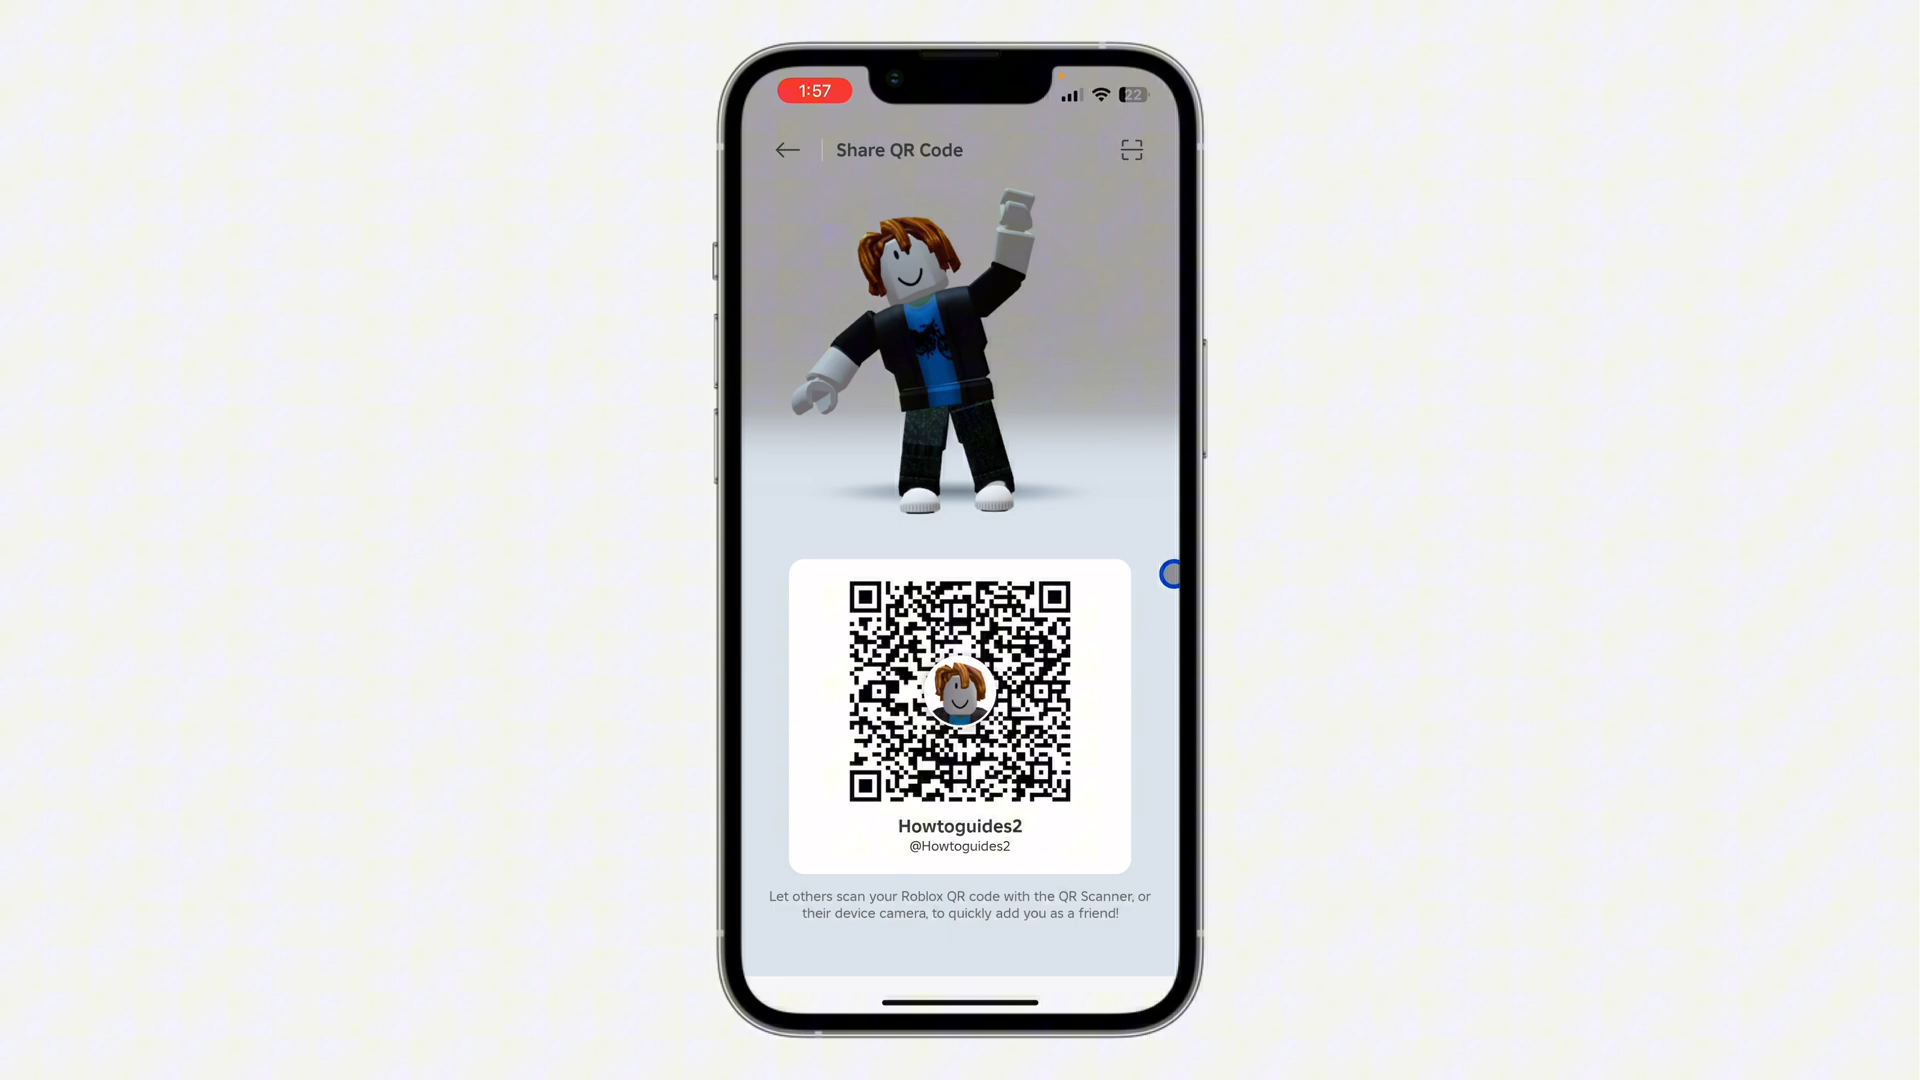 1:57
22
Share QR Code
Howtoguides2
@Howtoguides2
Let others scan your Roblox QR code with the QR Scanner, or
their device camera, to quickly add you as a friend!